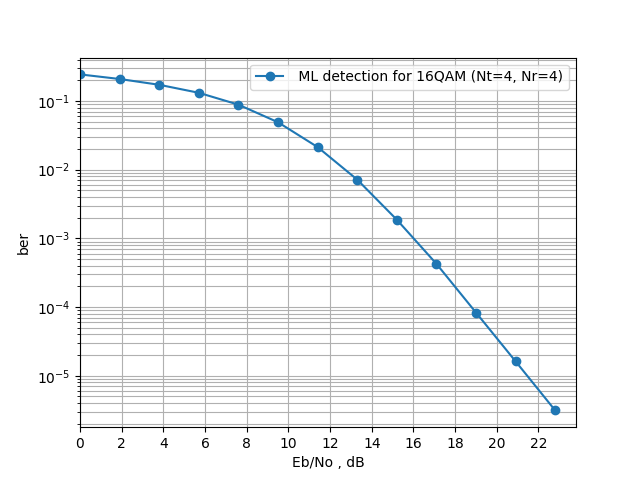 ML detection for 16QAM (Nt=4, Nr=4)
10⁻¹
10⁻²
10⁻³
10⁻⁴
10⁻⁵
ber
0 2 4 6 8 10 12 14 16 18 20 22
Eb/No , dB